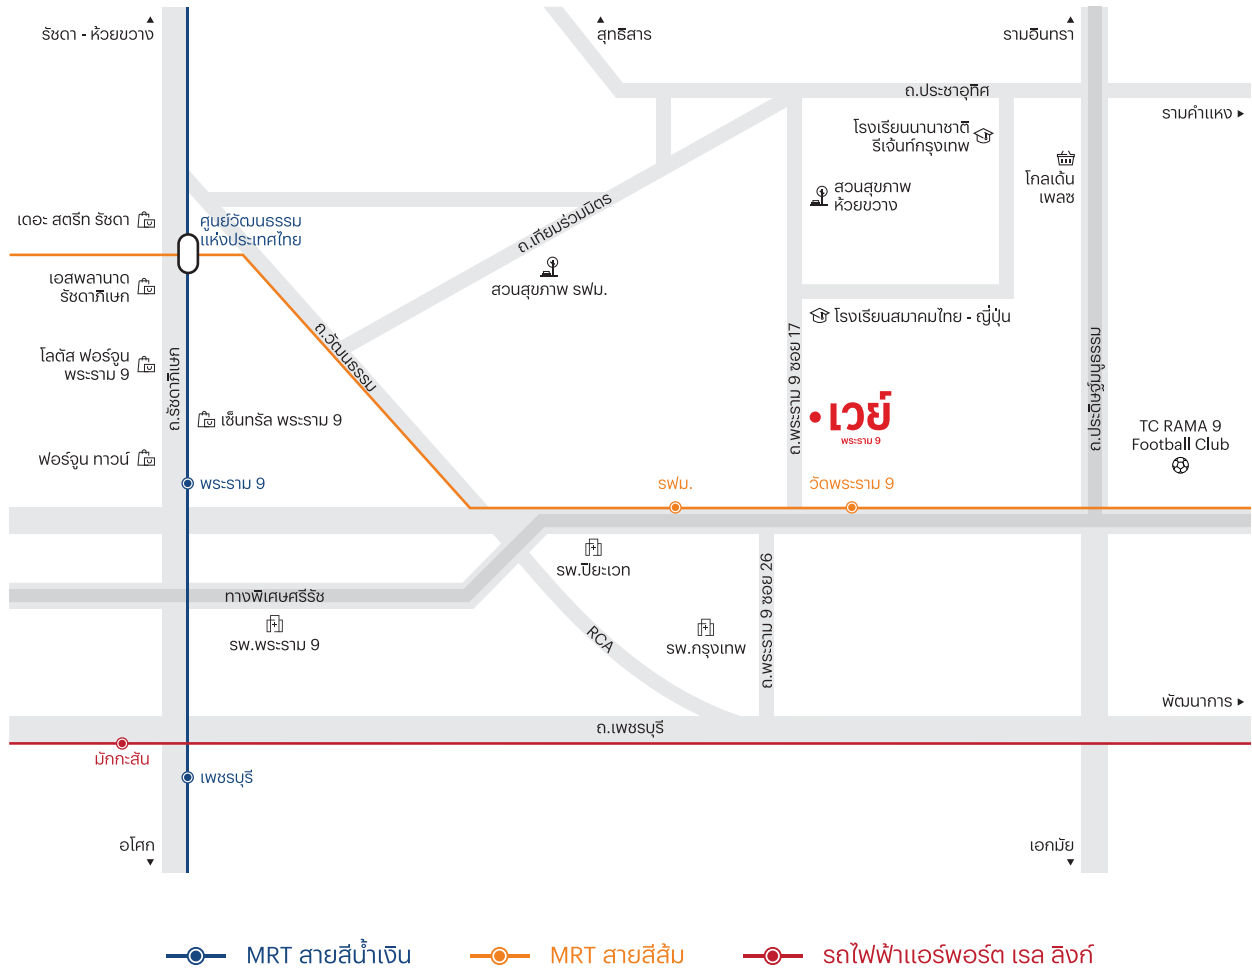 รัชดา - ห้วยขวาง
สุทธิสาร
รามอินทรา
ถ.ประชาอุทิศ
รามคำแหง
โรงเรียนนานาชาติ
รีเจ้นท์กรุงเทพ
โกลเด้น
เพลซ
สวนสุขภาพ
ห้วยขวาง
เดอะ สตรีท รัชดา
ศูนย์วัฒนธรรม
แห่งประเทศไทย
ถ.เทียมร่วมมิตร
เอสพลานาด
รัชดาภิเษก
สวนสุขภาพ รฟม.
โรงเรียนสมาคมไทย - ญี่ปุ่น
ถ.วัฒนธรรม
โลตัส ฟอร์จูน
พระราม 9
ถ.รัชดาภิเษก
ถ.พระราม 9 ซอย 17
ถ.ประดิษฐ์มนูธรรม
เซ็นทรัล พระราม 9
เวย์
พระราม 9
TC RAMA 9
Football Club
ฟอร์จูน ทาวน์
พระราม 9
รฟม.
วัดพระราม 9
รพ.ปิยะเวท
ทางพิเศษศรีรัช
รพ.พระราม 9
RCA
รพ.กรุงเทพ
ถ.พระราม 9 ซอย 26
พัฒนาการ
ถ.เพชรบุรี
มักกะสัน
เพชรบุรี
อโศก
เอกมัย
MRT สายสีน้ำเงิน
MRT สายสีส้ม
รถไฟฟ้าแอร์พอร์ต เรล ลิงก์